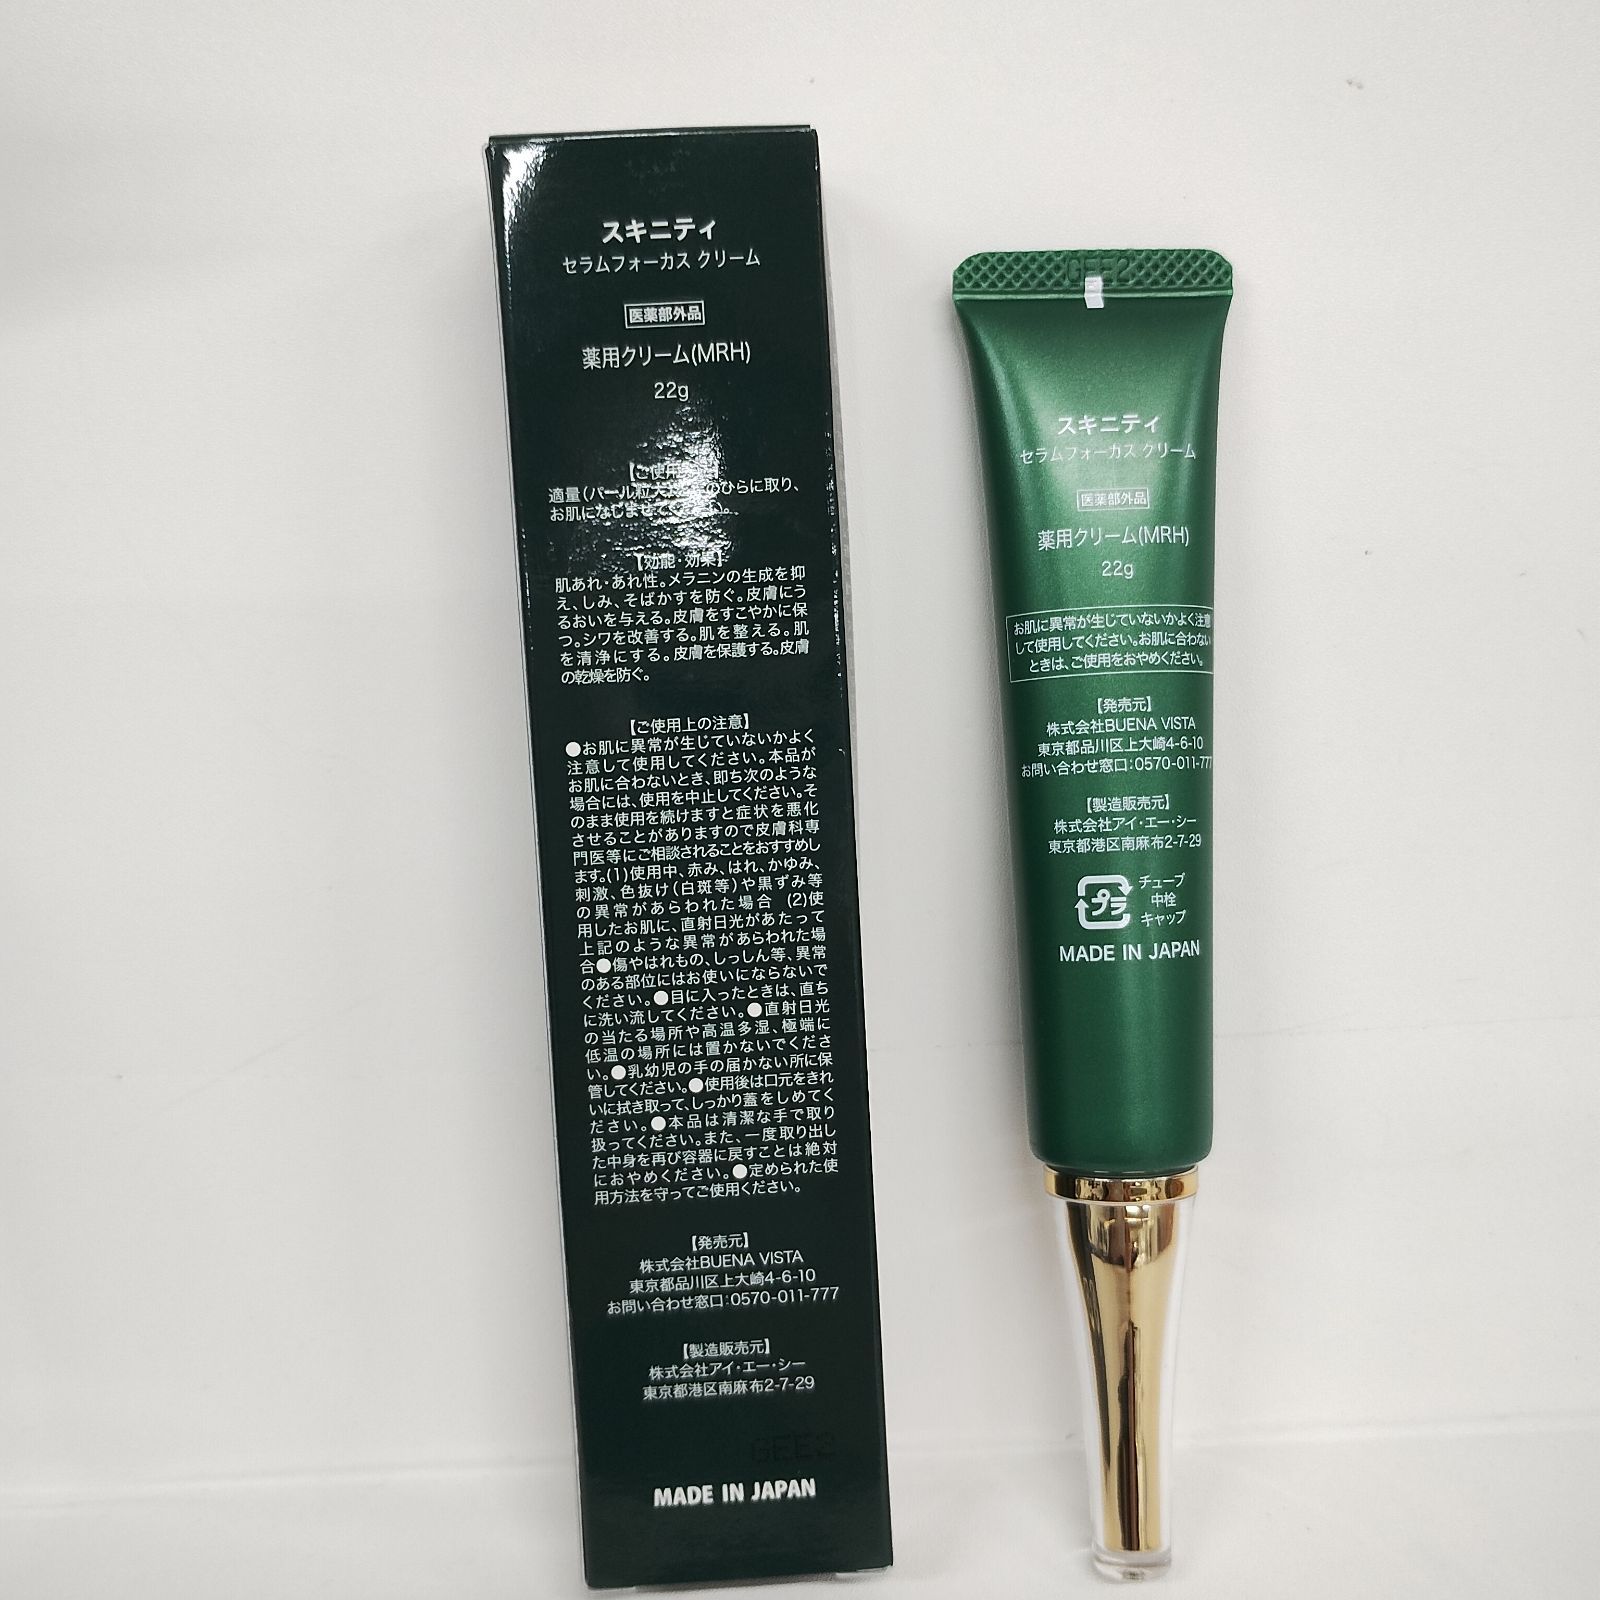 スキニティ
セラムフォーカス クリーム
医薬部外品
薬用クリーム(MRH)
22g
【ご使用
適量(パール粒大のひらに取り、
お肌になじませてください。
【効能・効果】
肌あれ・あれ性。メラニンの生成を抑
え、しみ、そばかすを防ぐ。皮膚にう
るおいを与える。皮膚をすこやかに保
つ。シワを改善する。肌を整える。肌
を清浄にする。皮膚を保護する。皮膚
の乾燥を防ぐ。
【ご使用上の注意】
●お肌に異常が生じていないかよく
注意して使用してください。本品が
お肌に合わないとき、即ち次のような
場合には、使用を中止してください。そ
のまま使用を続けますと症状を悪化
させることがありますので皮膚科専
門医等にご相談されることをおすすめし
ます。(1)使用中、赤み、はれ、かゆみ、
刺激、色抜け(白斑等)や黒ずみ等
の異常があらわれた場合 (2)使
用したお肌に、直射日光があたって
上記のような異常があらわれた場
合●傷やはれもの、しっしん等、異常
のある部位にはお使いにならないで
ください。●目に入ったときは、直ち
に洗い流してください。●直射日光
の当たる場所や高温多湿、極端に
低温の場所には置かないでくださ
い。●乳幼児の手の届かない所に保
管してください。●使用後は口元をきれ
いに拭き取って、しっかり蓋をしめてく
ださい。●本品は清潔な手で取り
扱ってください。また、一度取り出し
た中身を再び容器に戻すことは絶対
におやめください。●定められた使
用方法を守ってご使用ください。
【発売元】
株式会社BUENA VISTA
東京都品川区上大崎4-6-10
お問い合わせ窓口:0570-011-777
【製造販売元】
株式会社アイ・エー・シー
東京都港区南麻布2-7-29
GEE2
MADE IN JAPAN
GEE2
スキニティ
セラムフォーカス クリーム
医薬部外品
薬用クリーム(MRH)
22g
お肌に異常が生じていないかよく注意
して使用してください。お肌に合わない
ときは、ご使用をおやめください。
【発売元】
株式会社BUENA VISTA
東京都品川区上大崎4-6-10
お問い合わせ窓口:0570-011-777
【製造販売元】
株式会社アイ・エー・シー
東京都港区南麻布2-7-29
プラ
チューブ
中栓
キャップ
MADE IN JAPAN